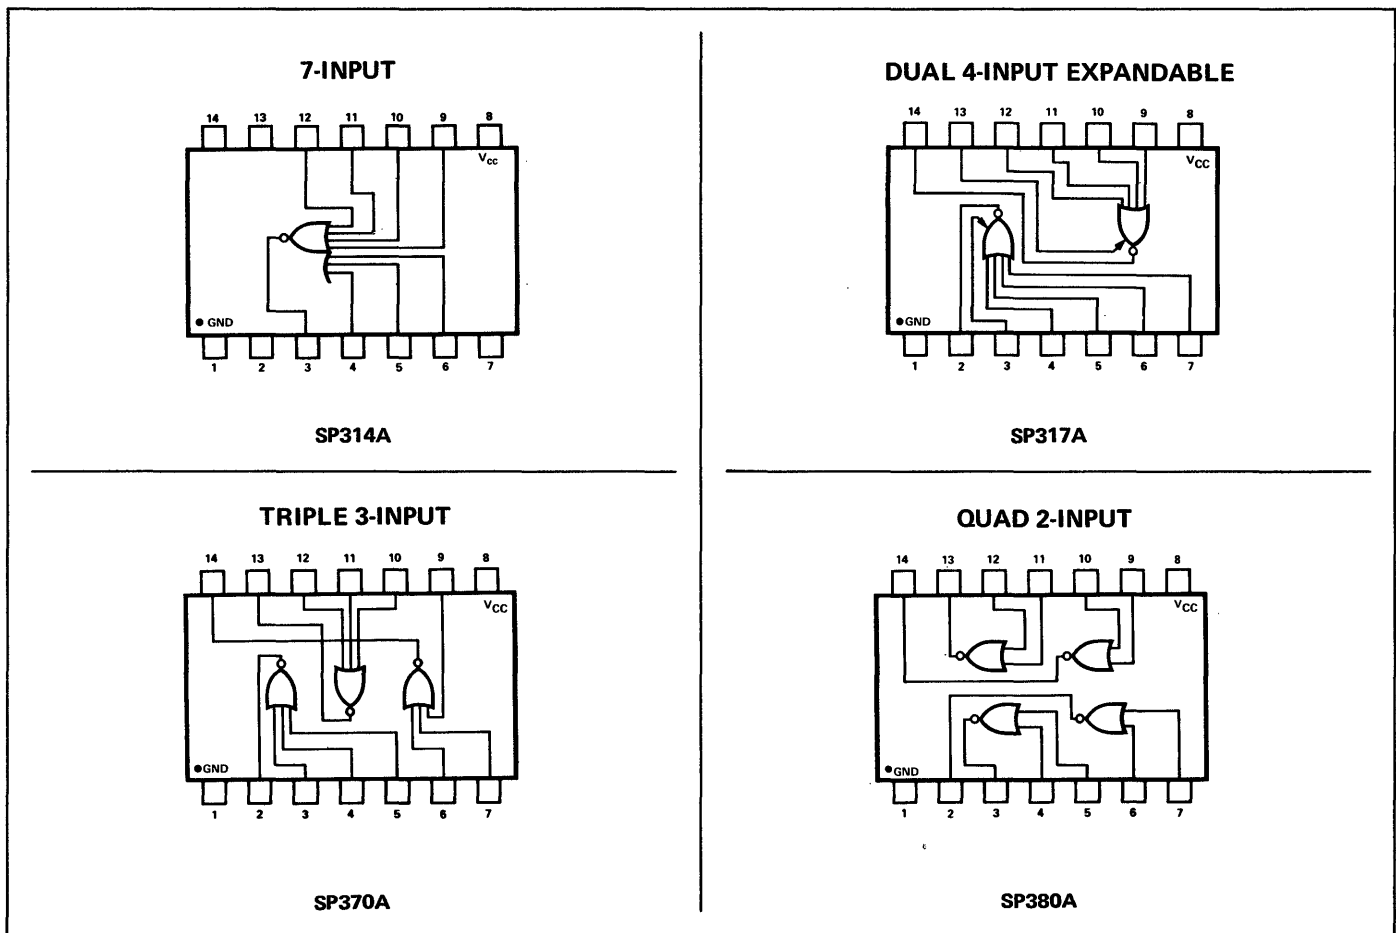 7-INPUT
14 13 12 11 10 9 8
VCC
GND
1 2 3 4 5 6 7
SP314A
DUAL 4-INPUT EXPANDABLE
14 13 12 11 10 9 8
VCC
GND
1 2 3 4 5 6 7
SP317A
TRIPLE 3-INPUT
14 13 12 11 10 9 8
VCC
GND
1 2 3 4 5 6 7
SP370A
QUAD 2-INPUT
14 13 12 11 10 9 8
VCC
GND
1 2 3 4 5 6 7
SP380A